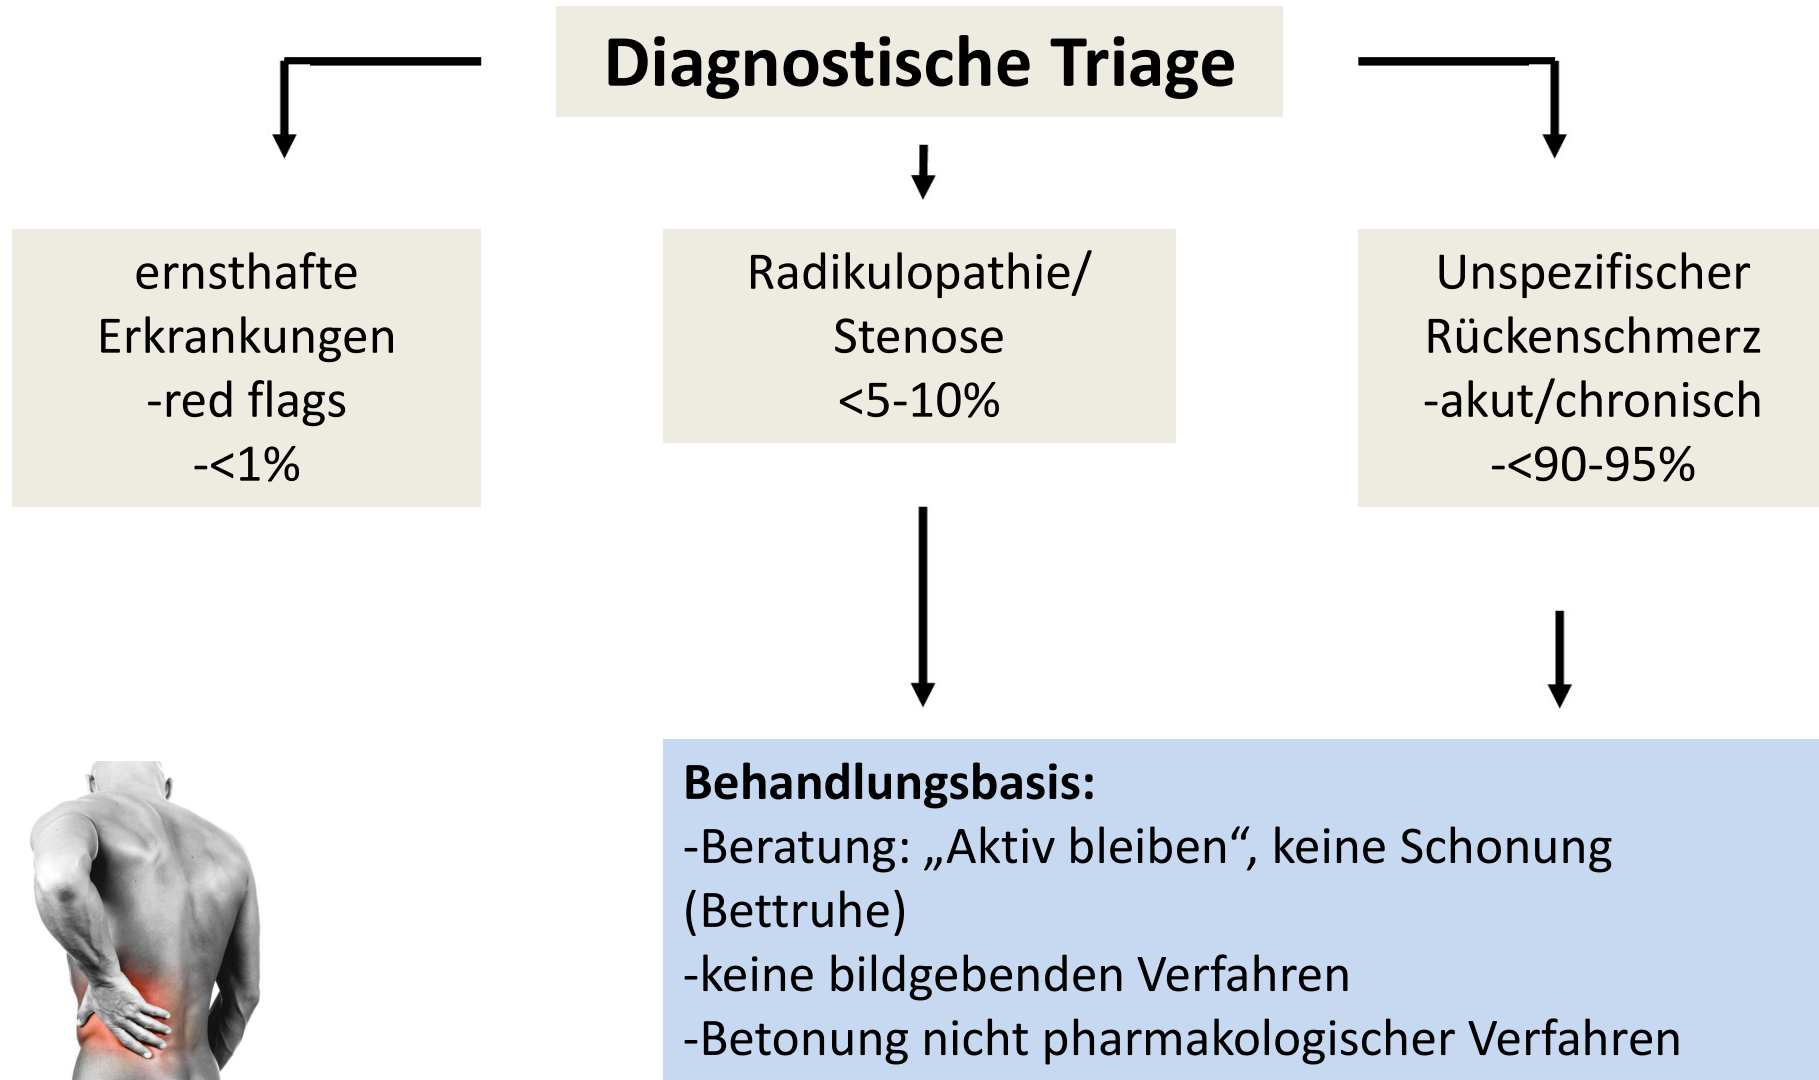 Diagnostische Triage
ernsthafte
Erkrankungen
-red flags
-<1%
Radikulopathie/
Stenose
<5-10%
Unspezifischer
Rückenschmerz
-akut/chronisch
-<90-95%
Behandlungsbasis:
-Beratung: „Aktiv bleiben“, keine Schonung
(Bettruhe)
-keine bildgebenden Verfahren
-Betonung nicht pharmakologischer Verfahren